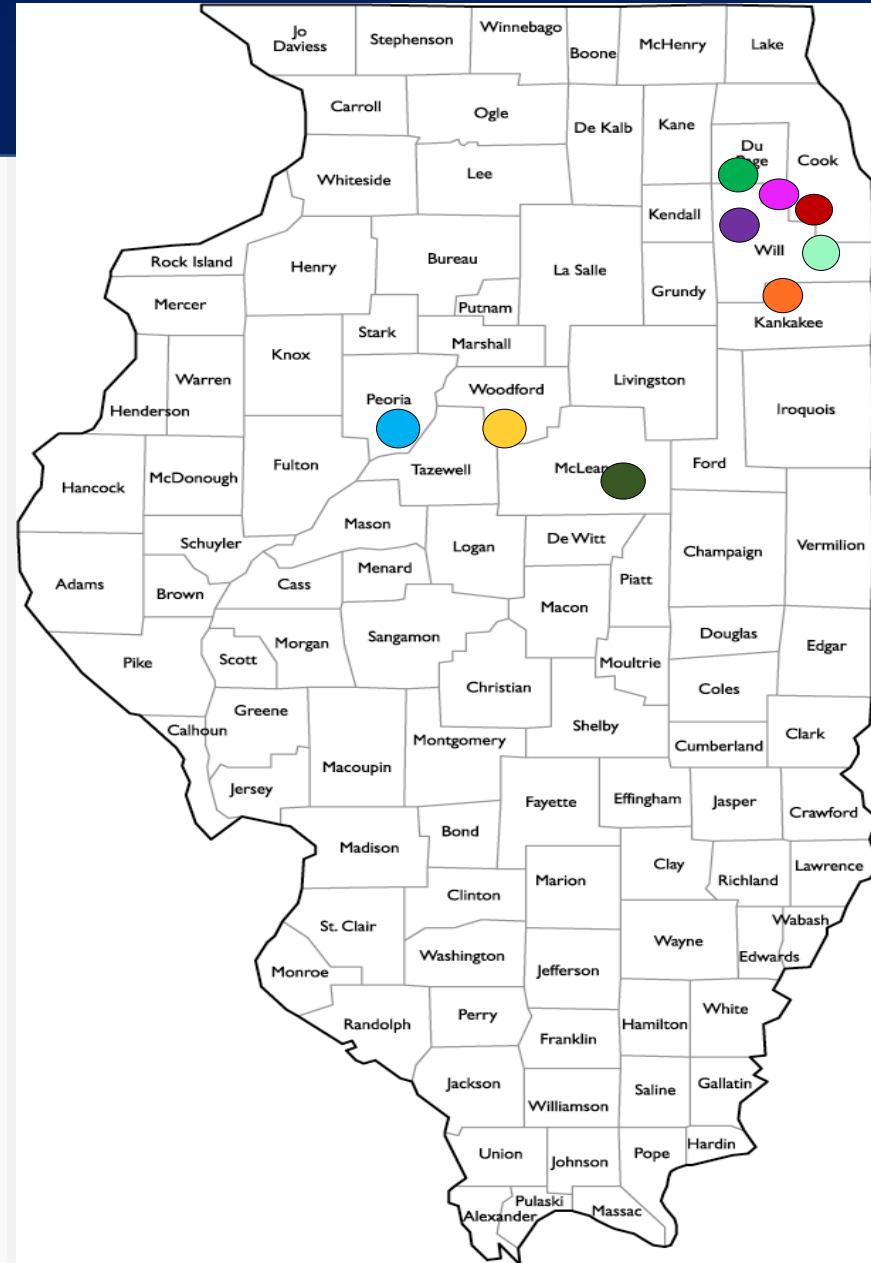 Jo
Daviess
Stephenson
Winnebago
Boone
McHenry
Lake
Carroll
Ogle
De Kalb
Kane
Du
Cook
Whiteside
Lee
Kendall
Will
Rock Island
Henry
Bureau
La Salle
Grundy
Mercer
Putnam
Kankakee
Stark
Marshall
Knox
Warren
Henderson
Peoria
Woodford
Livingston
Iroquois
Hancock
McDonough
Fulton
Tazewell
McLean
Ford
Mason
Schuyler
Logan
De Witt
Champaign
Vermilion
Adams
Brown
Cass
Menard
Piatt
Macon
Pike
Scott
Morgan
Sangamon
Douglas
Edgar
Moultrie
Christian
Coles
Calhoun
Greene
Montgomery
Shelby
Cumberland
Clark
Jersey
Macoupin
Fayette
Effingham
Jasper
Crawford
Madison
Bond
Clay
Lawrence
Richland
Marion
Clinton
Wabash
St. Clair
Wayne
Edwards
Washington
Monroe
Jefferson
White
Randolph
Perry
Hamilton
Franklin
Jackson
Saline
Gallatin
Williamson
Union
Johnson
Pope
Hardin
Pulaski
Massac
Alexander